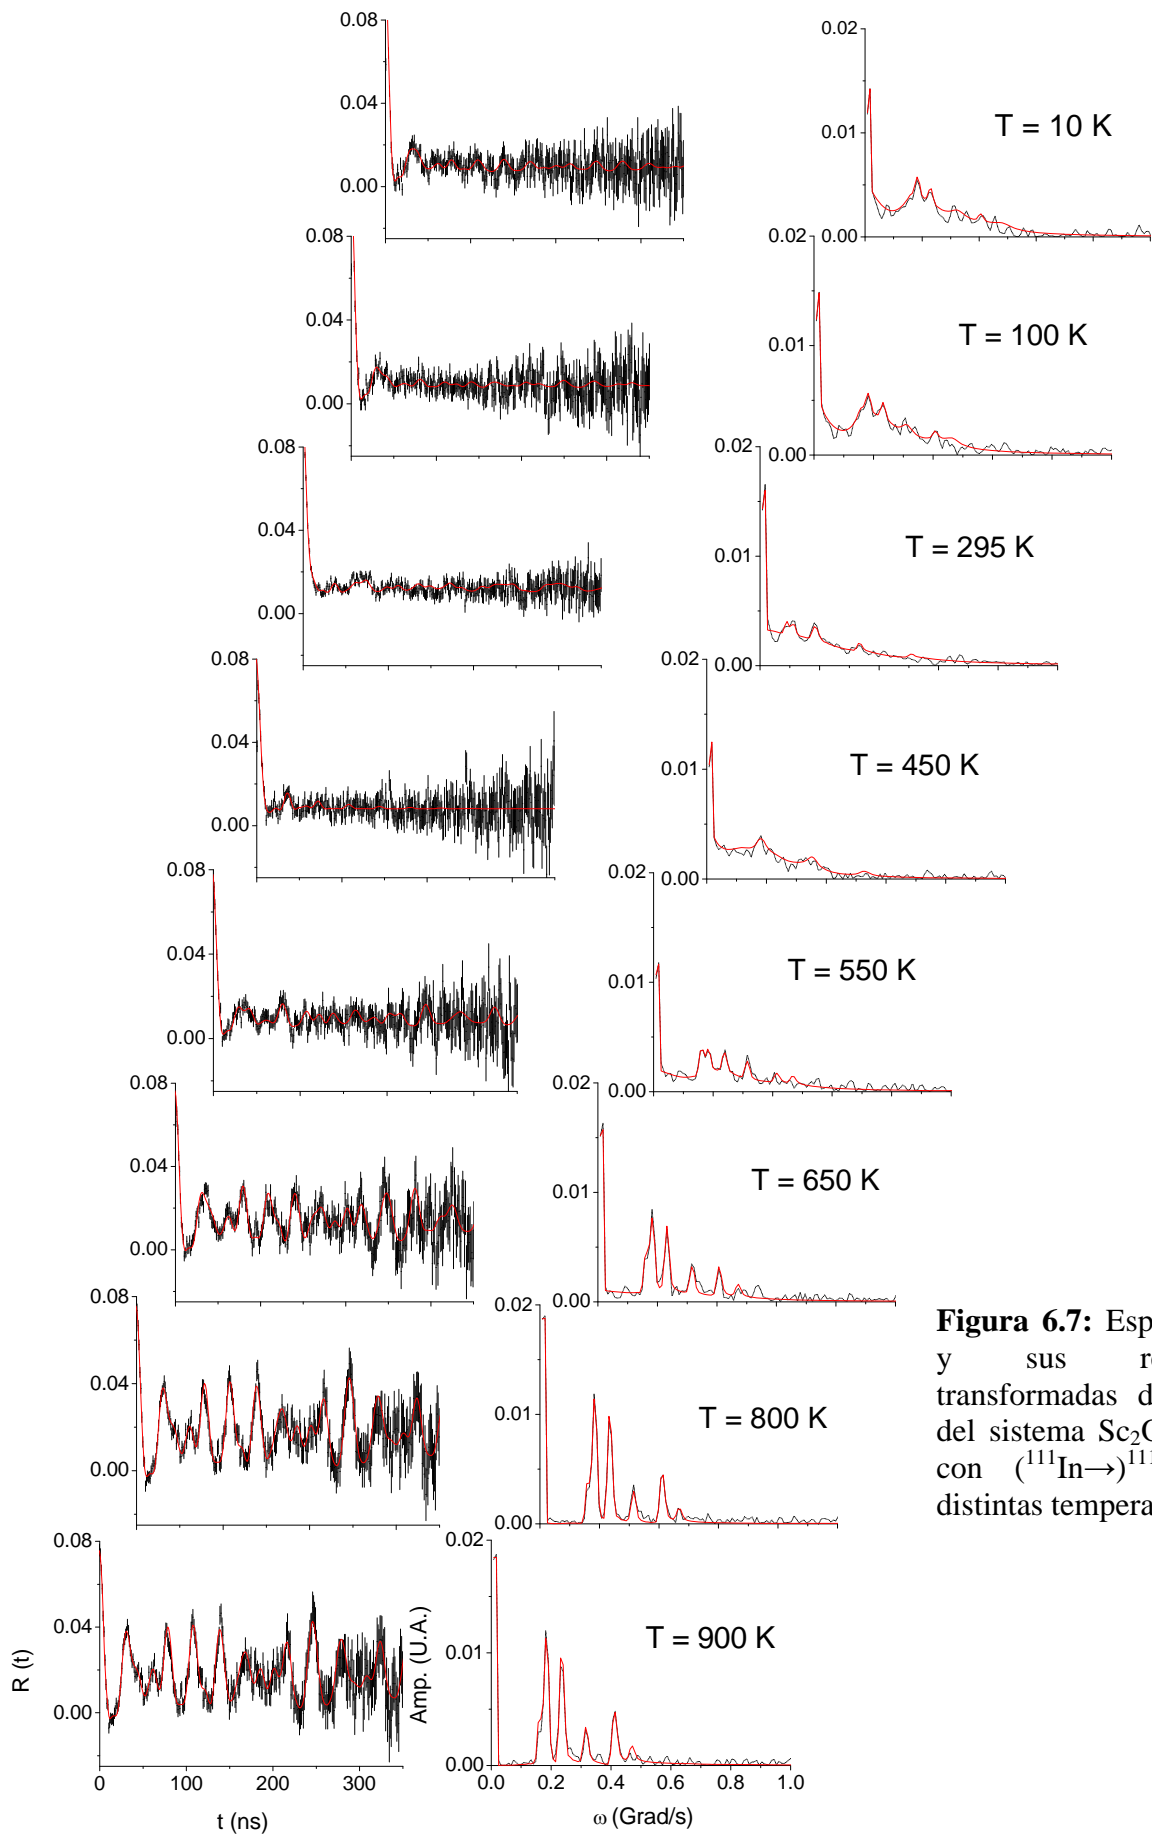 0.08
0.04
0.00
0.02
0.01
0.00
T = 10 K
0.08
0.04
0.00
0.02
0.01
0.00
T = 100 K
0.08
0.04
0.00
0.02
0.01
0.00
T = 295 K
0.08
0.04
0.00
0.02
0.01
0.00
T = 450 K
0.08
0.04
0.00
0.02
0.01
0.00
T = 550 K
0.08
0.04
0.00
0.02
0.01
0.00
T = 650 K
0.08
0.04
0.00
0.02
0.01
0.00
T = 800 K
0.08
0.04
0.00
R (t)
0 100 200 300
t (ns)
0.02
0.01
0.00
Amp. (U.A.)
T = 900 K
0.0 0.2 0.4 0.6 0.8 1.0
ω (Grad/s)
Figura 6.7: Esp
y sus r
transformadas d
del sistema Sc₂O
con (¹¹¹In→)¹¹¹
distintas tempera